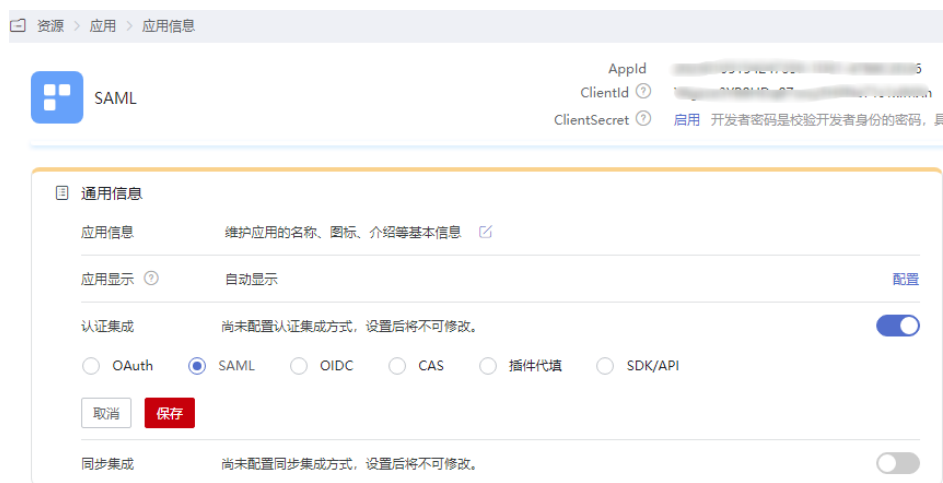 资源 > 应用 > 应用信息
SAML
AppId
ClientId ?
ClientSecret ? 启用 开发者密码是校验开发者身份的密码，具
通用信息
应用信息 维护应用的名称、图标、介绍等基本信息
应用显示 ? 自动显示 配置
认证集成 尚未配置认证集成方式，设置后将不可修改。
OAuth SAML OIDC CAS 插件代填 SDK/API
取消 保存
同步集成 尚未配置同步集成方式，设置后将不可修改。